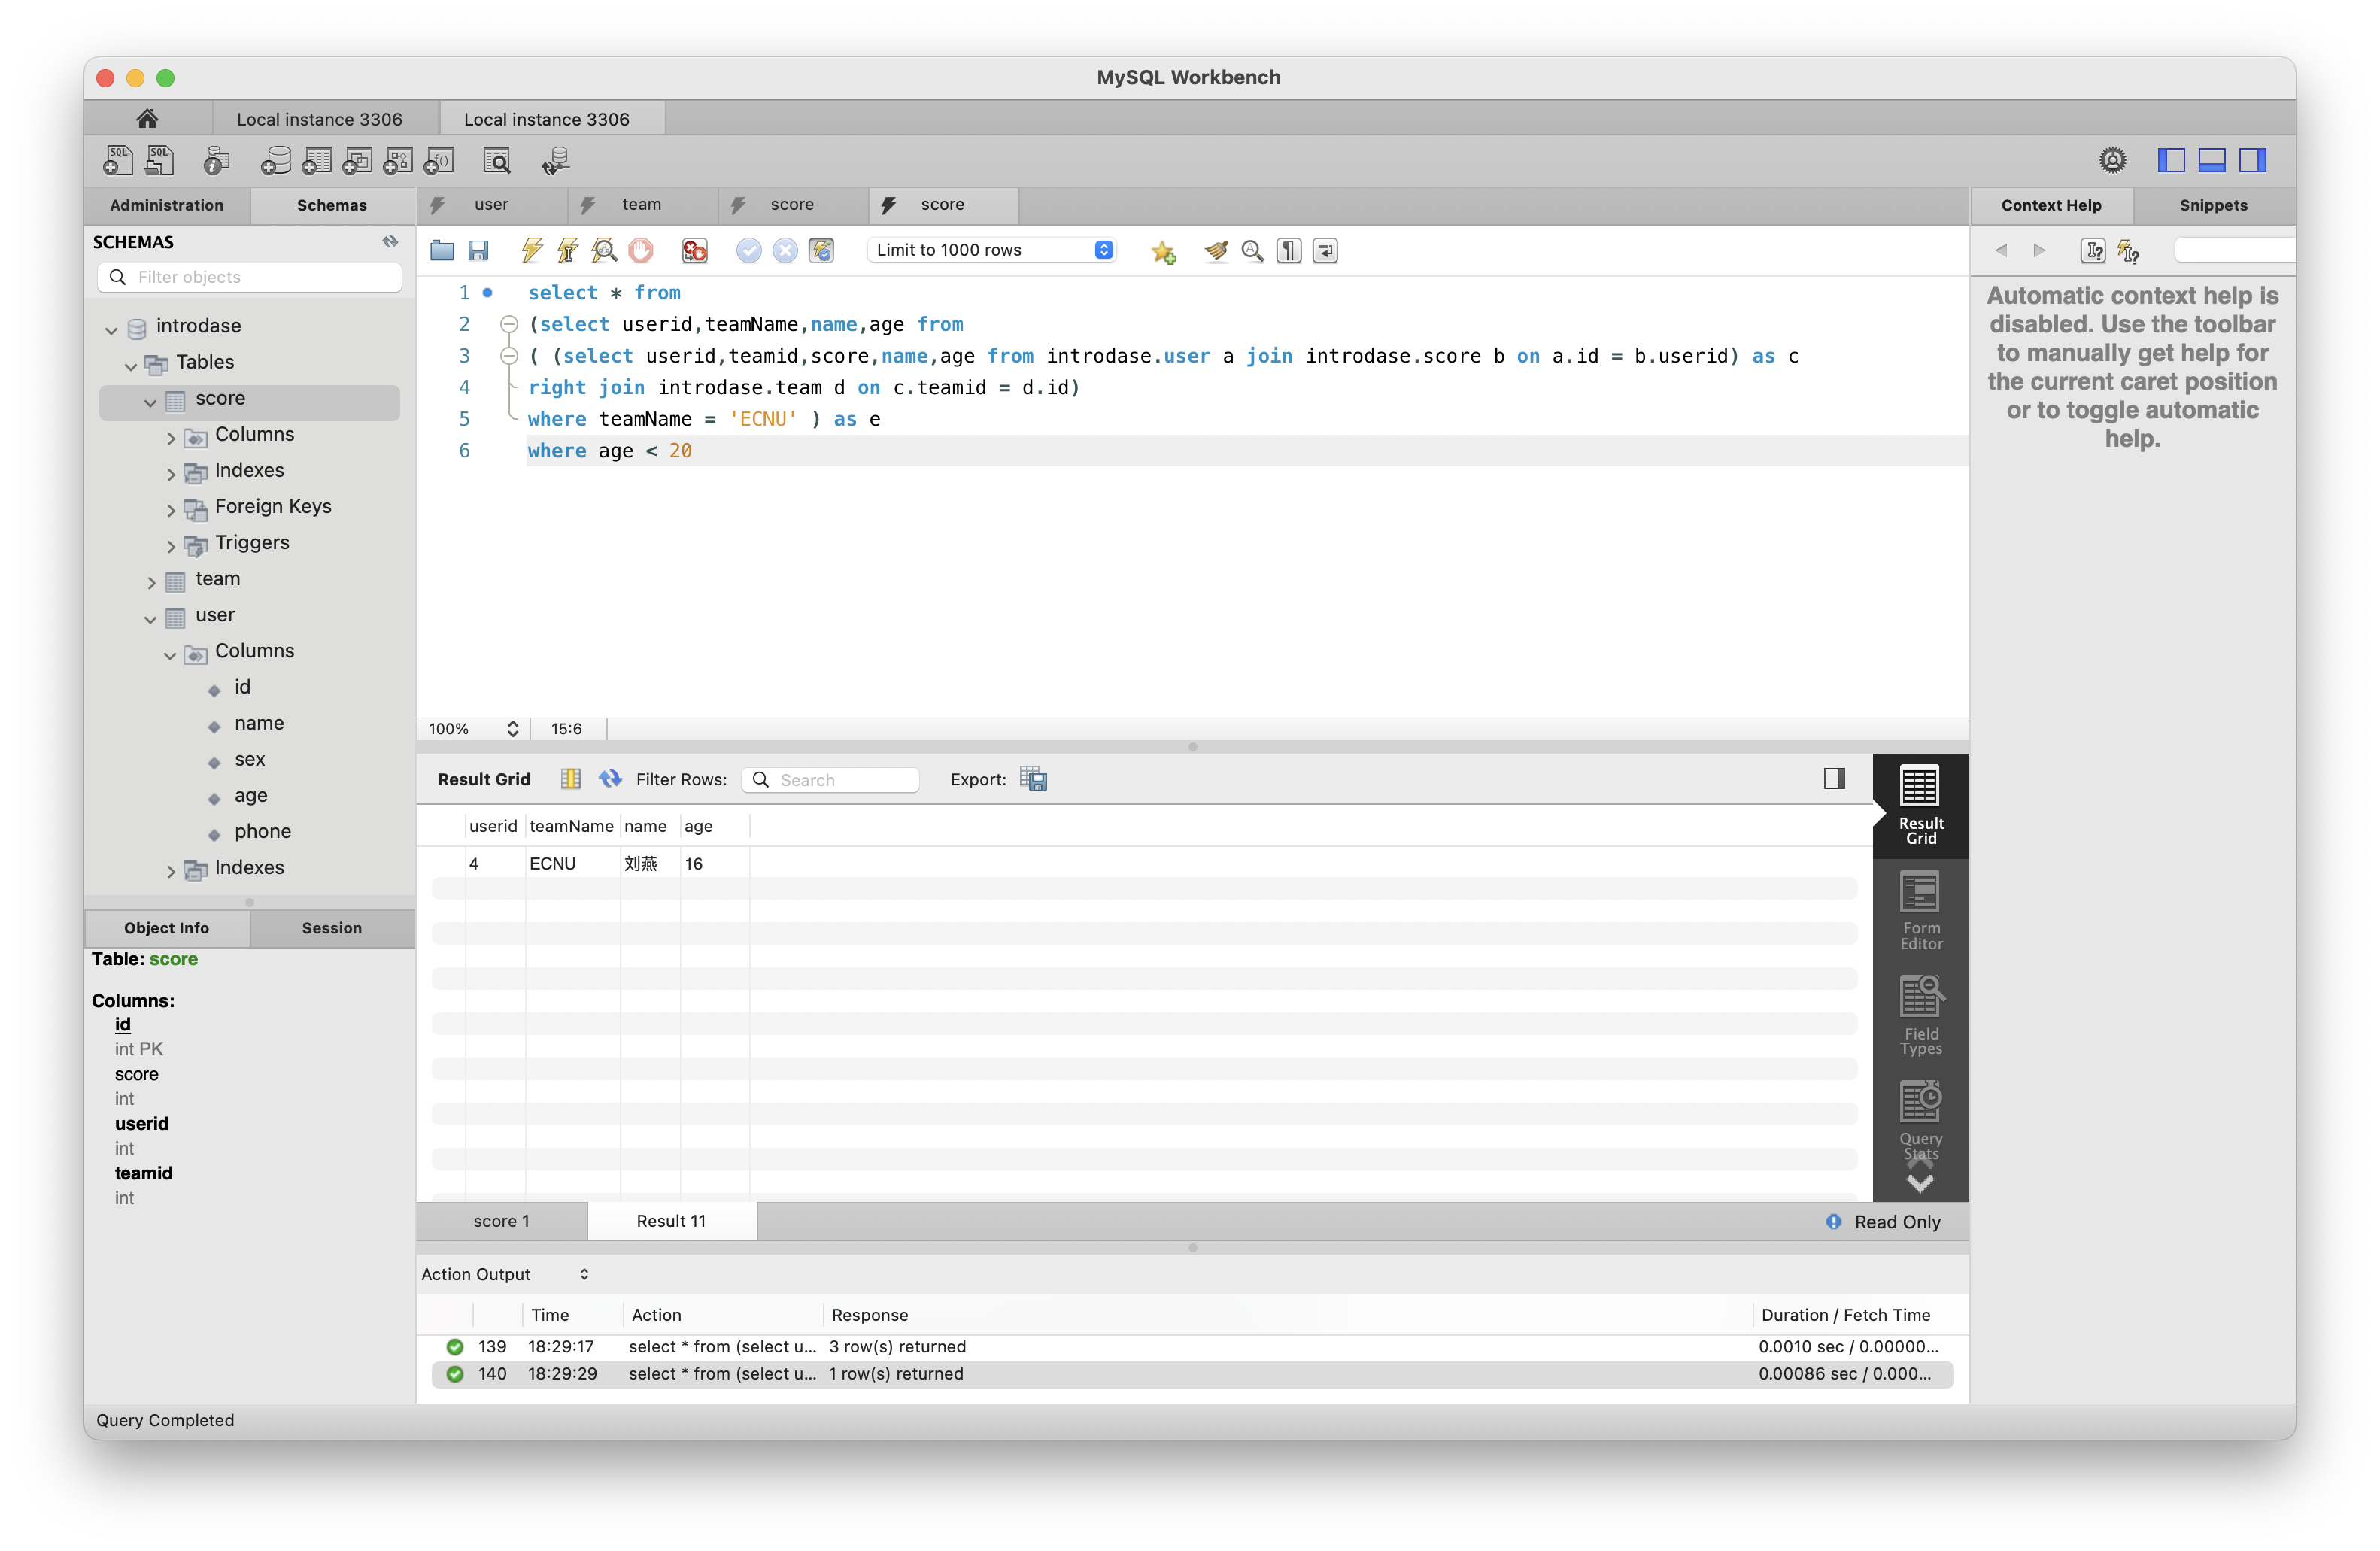 MySQL Workbench
Local instance 3306
Local instance 3306
Administration
Schemas
user
team
score
score
Context Help
Snippets
SCHEMAS
Filter objects
Limit to 1000 rows
introdase
Tables
score
Columns
Indexes
Foreign Keys
Triggers
team
user
Columns
id
name
sex
age
phone
Indexes
1 select * from
2 (select userid,teamName,name,age from
3 ( (select userid,teamid,score,name,age from introdase.user a join introdase.score b on a.id = b.userid) as c
4 right join introdase.team d on c.teamid = d.id)
5 where teamName = 'ECNU' ) as e
6 where age < 20
Automatic context help is
disabled. Use the toolbar
to manually get help for
the current caret position
or to toggle automatic
help.
100%
15:6
Result Grid
Filter Rows:
Search
Export:
userid teamName name age
4 ECNU 刘燕 16
Result
Grid
Form
Editor
Field
Types
Query
Stats
Object Info
Session
Table: score
Columns:
id
int PK
score
int
userid
int
teamid
int
score 1
Result 11
Read Only
Action Output
Time Action Response Duration / Fetch Time
139 18:29:17 select * from (select u... 3 row(s) returned 0.0010 sec / 0.00000...
140 18:29:29 select * from (select u... 1 row(s) returned 0.00086 sec / 0.000...
Query Completed